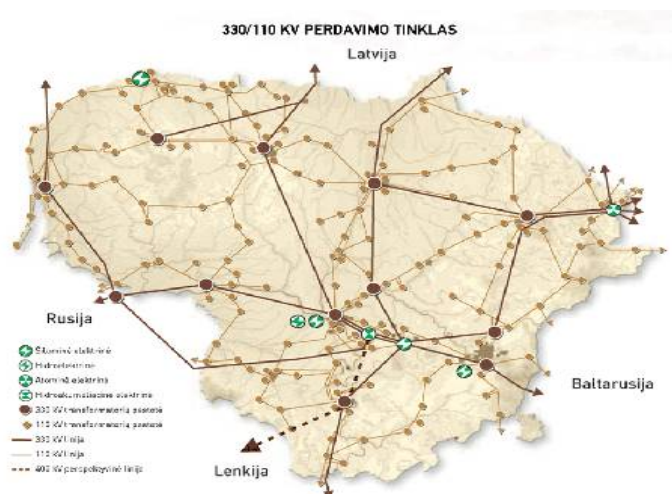 330/110 KV PERDAVIMO TINKLAS
Latvija
Rusija
Baltarusija
Lenkija
Šiluminė elektrinė
Hidroelektrinė
Atominė elektrinė
Hidroakumuliacinė elektrinė
330 kV transformatorių pastotė
110 kV transformatorių pastotė
330 kV linija
110 kV linija
400 kV perspektyvinė linija